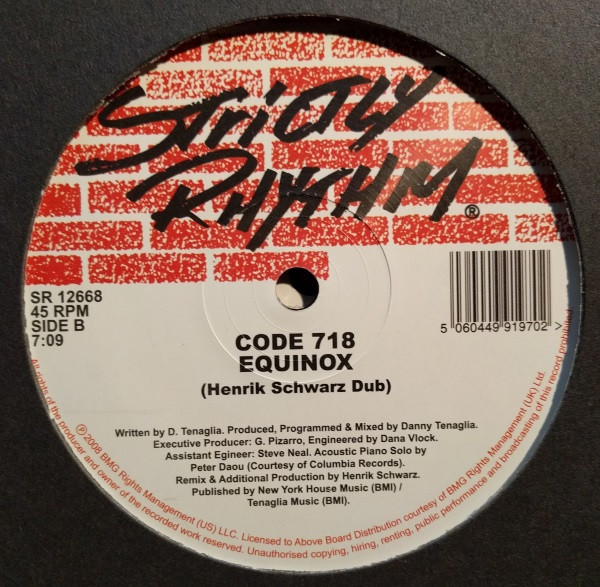 STRICTLY
RHYTHM®
SR 12668
45 RPM
SIDE B
7:09
5 060449 919702 >
CODE 718
EQUINOX
(Henrik Schwarz Dub)
Written by D. Tenaglia. Produced, Programmed & Mixed by Danny Tenaglia.
Executive Producer: G. Pizarro, Engineered by Dana Vlock.
Assistant Egineer: Steve Neal. Acoustic Piano Solo by
Peter Daou (Courtesy of Columbia Records).
Remix & Additional Production by Henrik Schwarz.
Published by New York House Music (BMI) /
Tenaglia Music (BMI).
℗2008 BMG Rights Management (US) LLC. Licensed to Above Board Distribution courtesy of BMG Rights Management (UK) Ltd.
All rights of the producer and owner of the recorded work reserved. Unauthorised copying, hiring, renting, public performance and broadcasting of this record prohibited